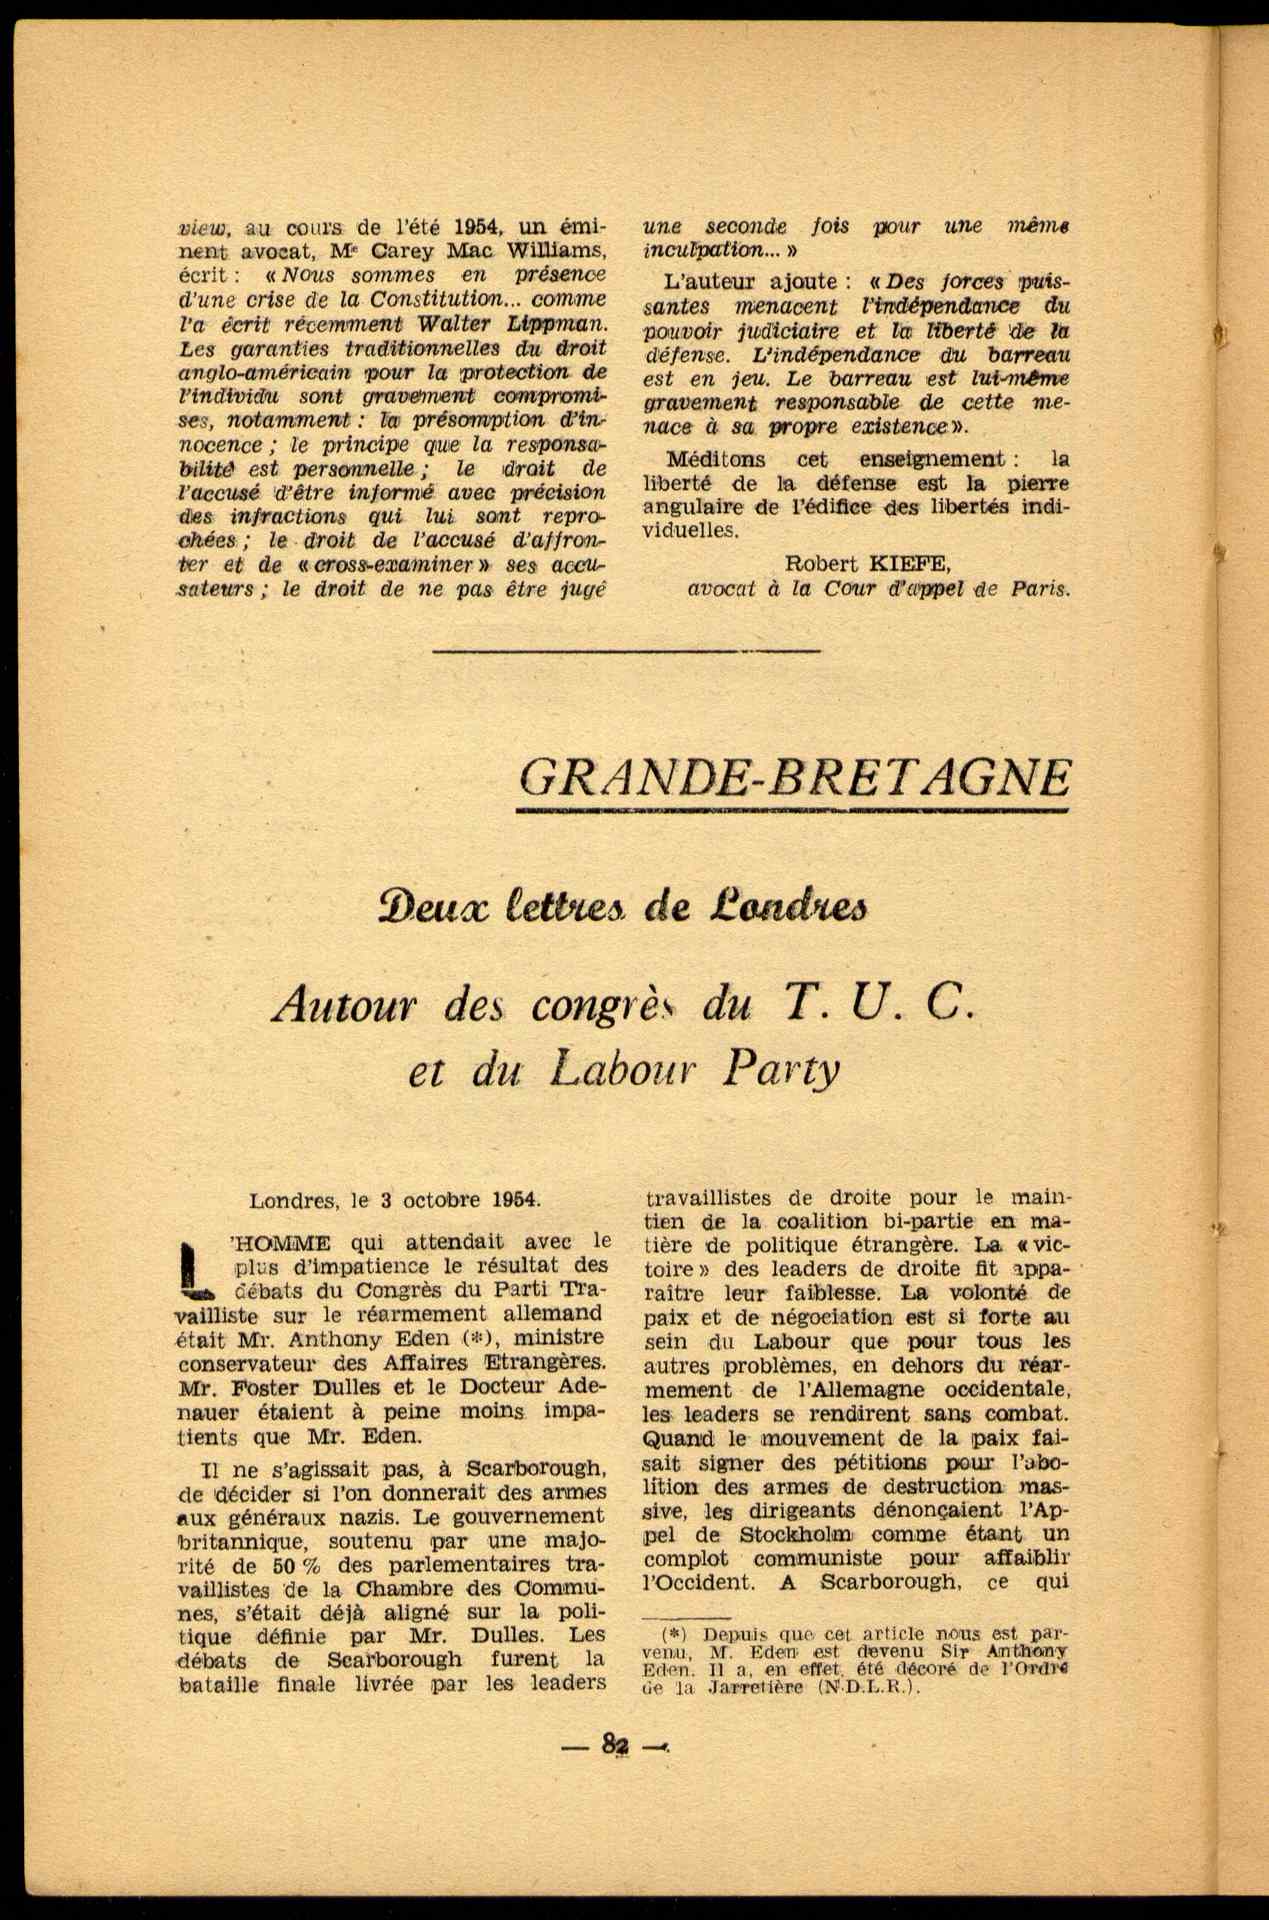 view, au cours de l'été 1954, un émi-
nent avocat, Me Carey Mac Williams,
écrit : « Nous sommes en présence
d'une crise de la Constitution... comme
l'a écrit récemment Walter Lippman.
Les garanties traditionnelles du droit
anglo-américain pour la protection de
l'individu sont gravement compromi-
ses, notamment : la présomption d'in-
nocence ; le principe que la responsa-
bilité est personnelle ; le droit de
l'accusé d'être informé avec précision
des infractions qui lui sont repro-
chées ; le droit de l'accusé d'affron-
ter et de « cross-examiner » ses accu-
sateurs ; le droit de ne pas être jugé
une seconde fois pour une même
inculpation... »
L'auteur ajoute : « Des forces puis-
santes menacent l'indépendance du
pouvoir judiciaire et la liberté de la
défense. L'indépendance du barreau
est en jeu. Le barreau est lui-même
gravement responsable de cette me-
nace à sa propre existence ».
Méditons cet enseignement : la
liberté de la défense est la pierre
angulaire de l'édifice des libertés indi-
viduelles.
Robert KIEFE,
avocat à la Cour d'appel de Paris.
GRANDE-BRETAGNE
Deux lettres de Londres
Autour des congrès du T. U. C.
et du Labour Party
Londres, le 3 octobre 1954.
L'HOMME qui attendait avec le
plus d'impatience le résultat des
débats du Congrès du Parti Tra-
vailliste sur le réarmement allemand
était Mr. Anthony Eden (*), ministre
conservateur des Affaires Etrangères.
Mr. Foster Dulles et le Docteur Ade-
nauer étaient à peine moins impa-
tients que Mr. Eden.
Il ne s'agissait pas, à Scarborough,
de décider si l'on donnerait des armes
aux généraux nazis. Le gouvernement
britannique, soutenu par une majo-
rité de 50 % des parlementaires tra-
vaillistes de la Chambre des Commu-
nes, s'était déjà aligné sur la poli-
tique définie par Mr. Dulles. Les
débats de Scarborough furent la
bataille finale livrée par les leaders
travaillistes de droite pour le main-
tien de la coalition bi-partie en ma-
tière de politique étrangère. La « vic-
toire » des leaders de droite fit appa-
raître leur faiblesse. La volonté de
paix et de négociation est si forte au
sein du Labour que pour tous les
autres problèmes, en dehors du réar-
mement de l'Allemagne occidentale,
les leaders se rendirent sans combat.
Quand le mouvement de la paix fai-
sait signer des pétitions pour l'abo-
lition des armes de destruction mas-
sive, les dirigeants dénonçaient l'Ap-
pel de Stockholm comme étant un
complot communiste pour affaiblir
l'Occident. A Scarborough, ce qui
(*) Depuis que cet article nous est par-
venu, M. Eden est devenu Sir Anthony
Eden. Il a, en effet, été décoré de l'Ordre
de la Jarretière (N.D.L.R.).
— 82 —